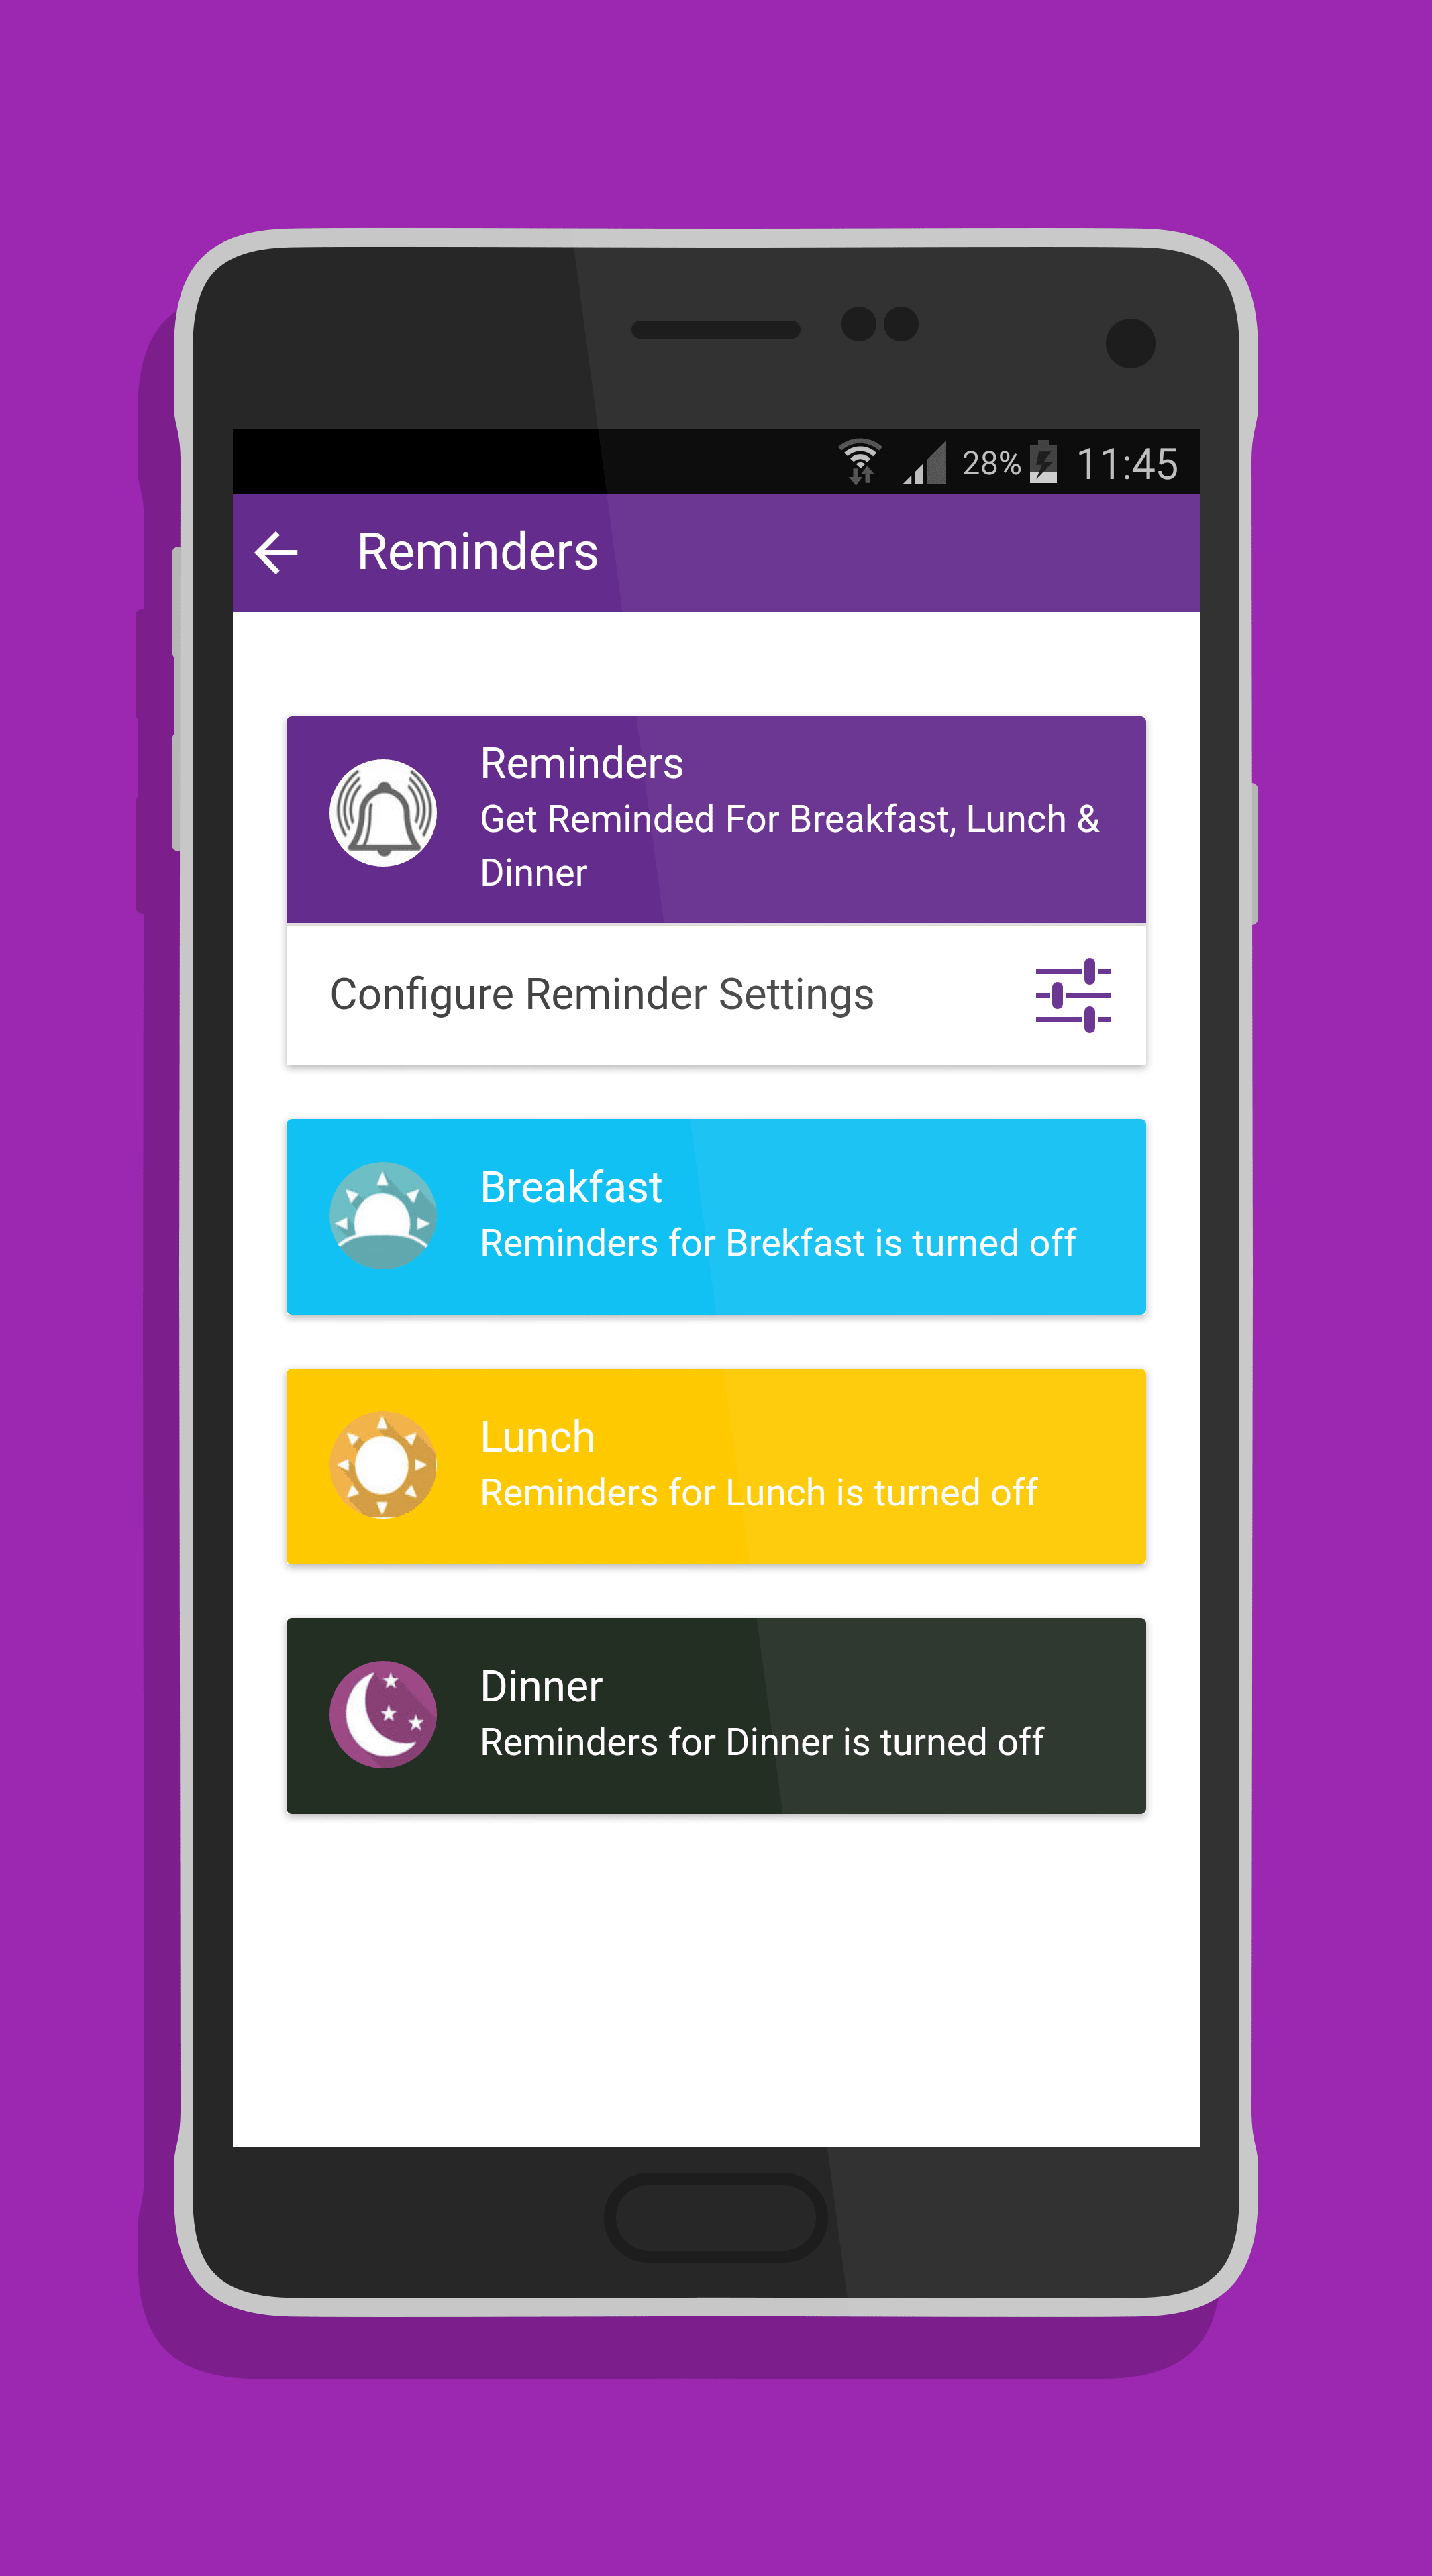 28% 11:45
Reminders
Reminders
Get Reminded For Breakfast, Lunch &
Dinner
Configure Reminder Settings
Breakfast
Reminders for Brekfast is turned off
Lunch
Reminders for Lunch is turned off
Dinner
Reminders for Dinner is turned off